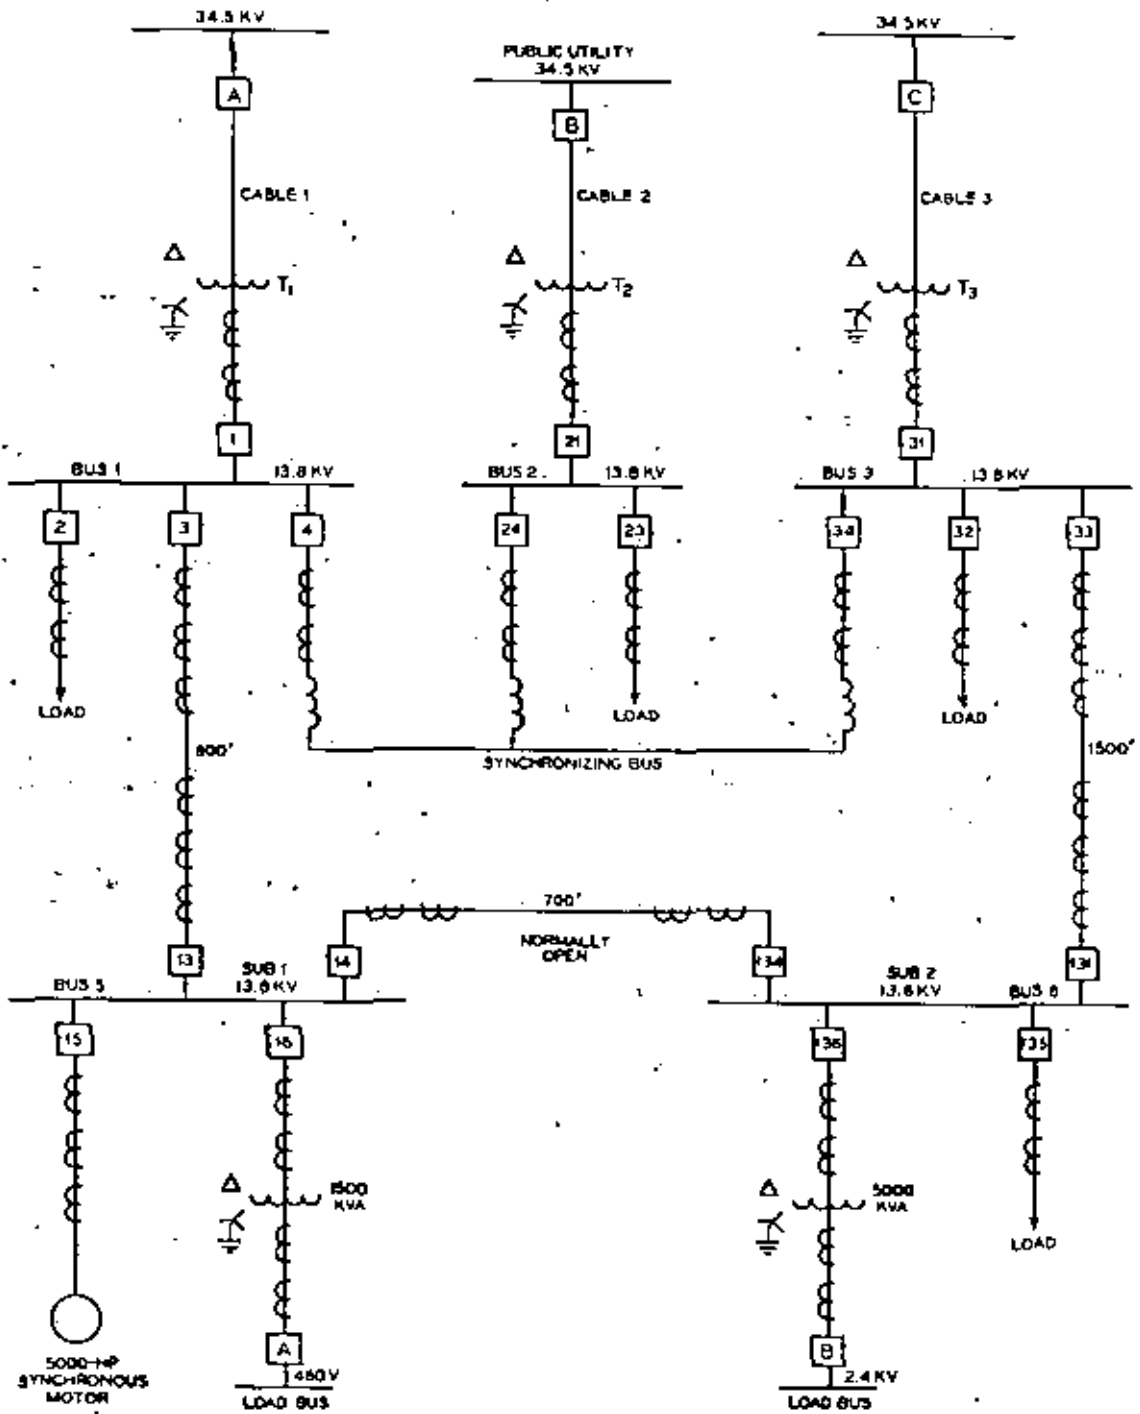 34.5 KV
34.5 KV
PUBLIC UTILITY
34.5 KV
A
B
C
CABLE 1
CABLE 2
CABLE 3
Δ
T1
Δ
T2
Δ
T3
1
21
31
BUS 1
13.8 KV
BUS 2
13.8 KV
BUS 3
13.8 KV
2
3
4
24
23
34
32
33
LOAD
LOAD
LOAD
800'
SYNCHRONIZING BUS
1500'
700'
NORMALLY
OPEN
13
14
134
131
BUS 5
SUB 1
13.8 KV
SUB 2
13.8 KV
BUS 6
15
16
136
135
Δ
1500
KVA
Δ
5000
KVA
LOAD
A
B
5000-HP
SYNCHRONOUS
MOTOR
480 V
LOAD BUS
2.4 KV
LOAD BUS